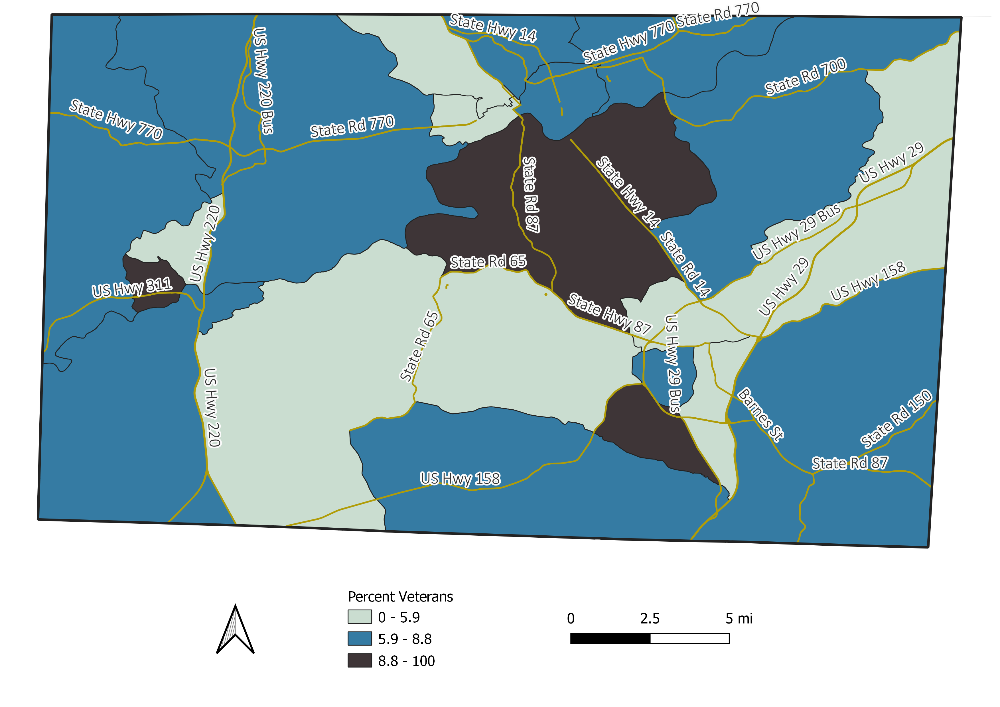 State Rd 770
State Hwy 14
State Hwy 770
US Hwy 220 Bus
State Rd 700
State Hwy 770
State Rd 770
US Hwy 29
State Rd 87
State Hwy 14
US Hwy 220
US Hwy 29 Bus
State Rd 14
State Rd 65
US Hwy 311
US Hwy 29
US Hwy 158
State Hwy 87
State Rd 65
US Hwy 29 Bus
US Hwy 220
Barnes St
State Rd 150
State Rd 87
US Hwy 158
Percent Veterans
0 - 5.9
5.9 - 8.8
8.8 - 100
0 2.5 5 mi